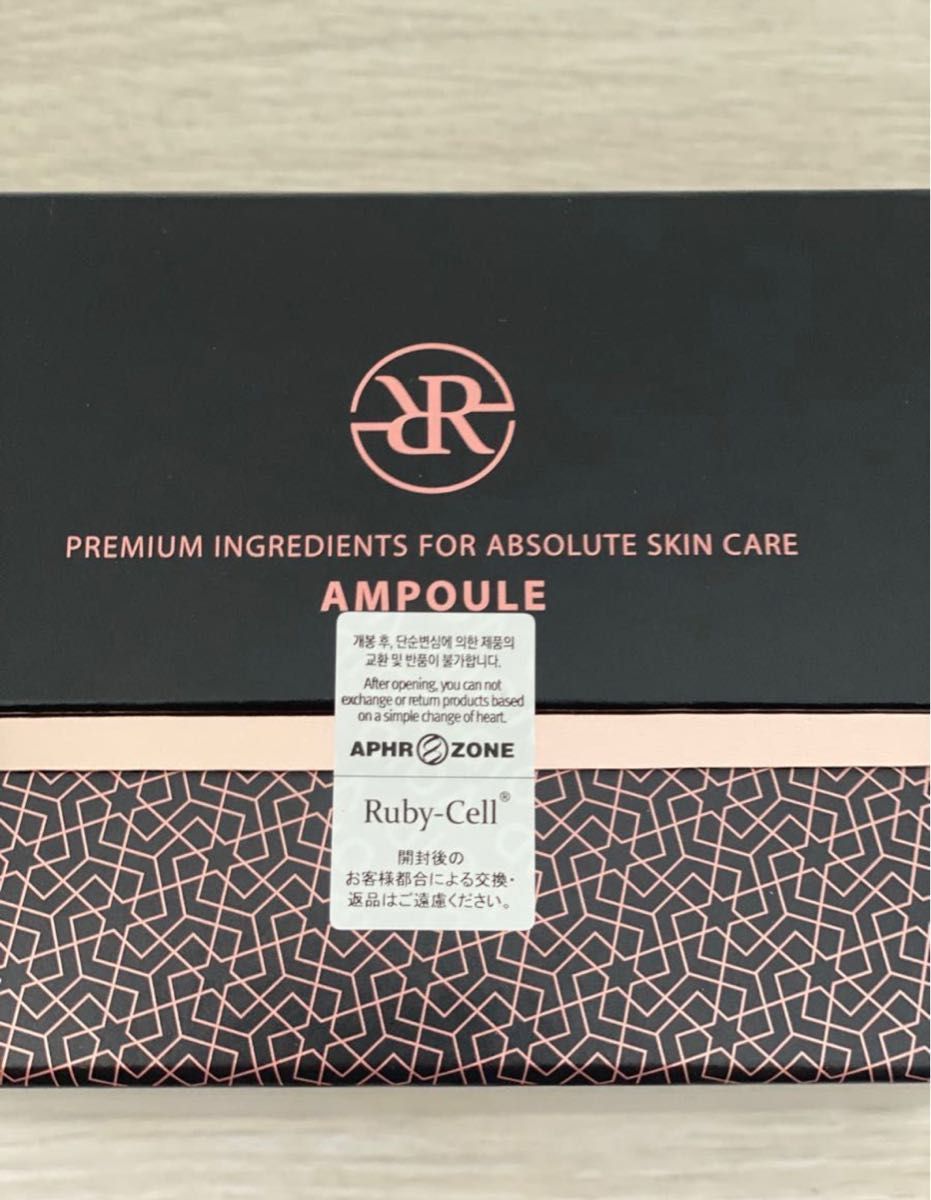 RR
PREMIUM INGREDIENTS FOR ABSOLUTE SKIN CARE
AMPOULE
개봉 후, 단순변심에 의한 제품의
교환 및 반품이 불가합니다.
After opening, you can not
exchange or return products based
on a simple change of heart.
APHROZONE
Ruby-Cell®
開封後の
お客様都合による交換・
返品はご遠慮ください。